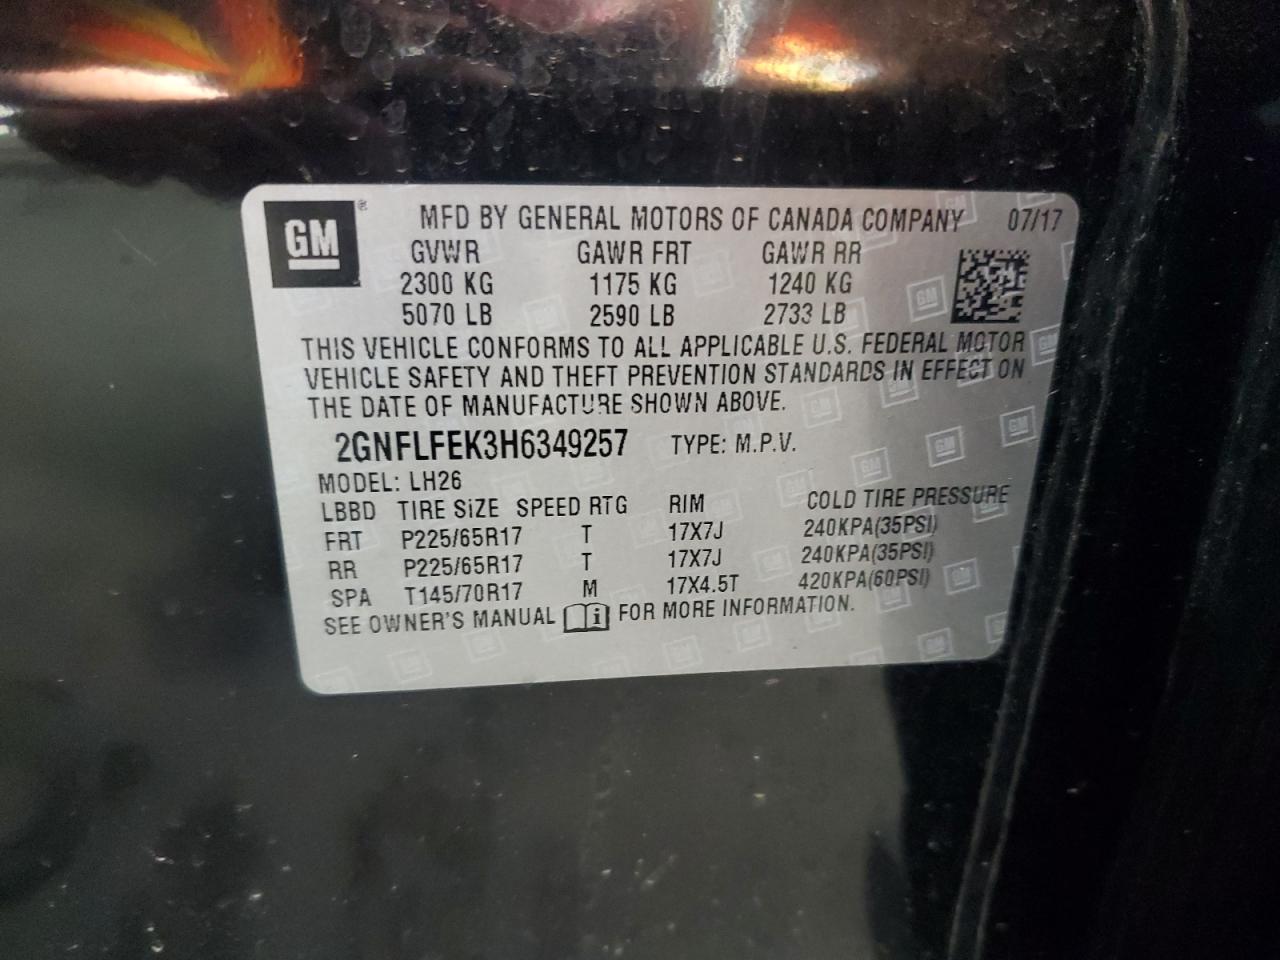 GM ® MFD BY GENERAL MOTORS OF CANADA COMPANY 07/17
GVWR GAWR FRT GAWR RR
2300 KG 1175 KG 1240 KG
5070 LB 2590 LB 2733 LB
THIS VEHICLE CONFORMS TO ALL APPLICABLE U.S. FEDERAL MOTOR
VEHICLE SAFETY AND THEFT PREVENTION STANDARDS IN EFFECT ON
THE DATE OF MANUFACTURE SHOWN ABOVE.
2GNFLFEK3H6349257 TYPE: M.P.V.
MODEL: LH26
LBBD TIRE SIZE SPEED RTG RIM COLD TIRE PRESSURE
FRT P225/65R17 T 17X7J 240KPA(35PSI)
RR P225/65R17 T 17X7J 240KPA(35PSI)
SPA T145/70R17 M 17X4.5T 420KPA(60PSI)
SEE OWNER'S MANUAL i FOR MORE INFORMATION.